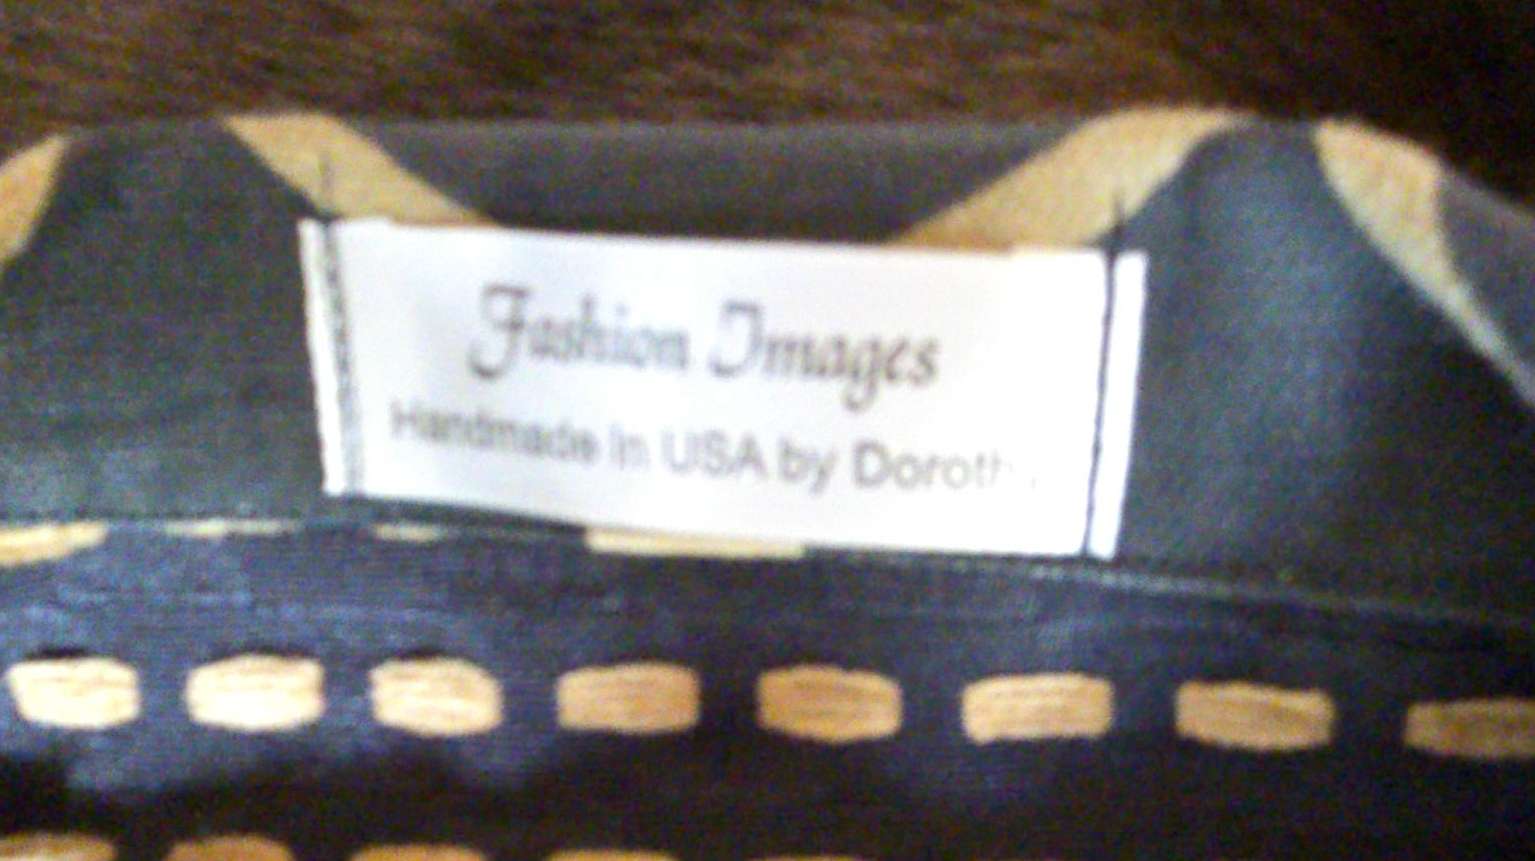 Fashion Images
Handmade in USA by Doroth